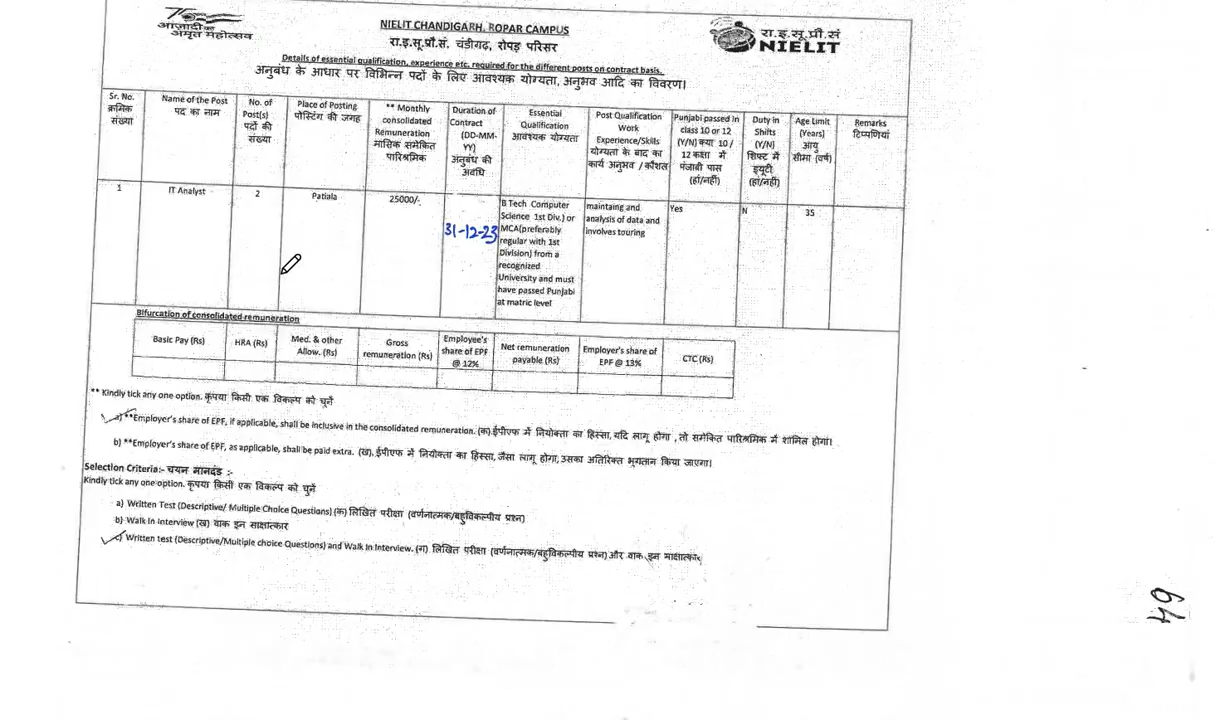 आज़ादी का
अमृत महोत्सव
NIELIT CHANDIGARH, ROPAR CAMPUS
रा.इ.सू.प्रौ.सं. चंडीगढ़, रोपड़ परिसर
रा.इ.सू.प्रौ.सं
NIELIT
Details of essential qualification, experience etc. required for the different posts on contract basis.
अनुबंध के आधार पर विभिन्न पदों के लिए आवश्यक योग्यता, अनुभव आदि का विवरण।
Sr. No.
क्रमिक
संख्या
Name of the Post
पद का नाम
No. of
Post(s)
पदों की
संख्या
Place of Posting
पोस्टिंग की जगह
** Monthly
consolidated
Remuneration
मासिक समेकित
पारिश्रमिक
Duration of
Contract
(DD-MM-
YY)
अनुबंध की
अवधि
Essential
Qualification
आवश्यक योग्यता
Post Qualification
Work
Experience/Skills
योग्यता के बाद का
कार्य अनुभव / कौशल
Punjabi passed in
class 10 or 12
(Y/N) क्या 10 /
12 कक्षा में
पंजाबी पास
(हां/नहीं)
Duty in
Shifts
(Y/N)
शिफ्ट में
ड्यूटी
(हां/नहीं)
Age Limit
(Years)
आयु
सीमा (वर्ष)
Remarks
टिप्पणियां
1
IT Analyst
2
Patiala
25000/-
31-12-23
B Tech Computer
Science 1st Div.) or
MCA(preferably
regular with 1st
Division) from a
recognized
University and must
have passed Punjabi
at matric level
maintaing and
analysis of data and
involves touring
Yes
N
35
Bifurcation of consolidated remuneration
Basic Pay (Rs)
HRA (Rs)
Med. & other
Allow. (Rs)
Gross
remuneration (Rs)
Employee's
share of EPF
@ 12%
Net remuneration
payable (Rs)
Employer's share of
EPF @ 13%
CTC (Rs)
** Kindly tick any one option. कृपया किसी एक विकल्प को चुनें
a) **Employer's share of EPF, if applicable, shall be inclusive in the consolidated remuneration. (क) ईपीएफ में नियोक्ता का हिस्सा, यदि लागू होगा , तो समेकित पारिश्रमिक में शामिल होगा।
b) **Employer's share of EPF, as applicable, shall be paid extra. (ख). ईपीएफ में नियोक्ता का हिस्सा, जैसा लागू होगा, उसका अतिरिक्त भुगतान किया जाएगा।
Selection Criteria:- चयन मानदंड :-
Kindly tick any one option. कृपया किसी एक विकल्प को चुनें
a) Written Test (Descriptive/ Multiple Choice Questions) (क) लिखित परीक्षा (वर्णनात्मक/बहुविकल्पीय प्रश्न)
b) Walk In Interview (ख) वाक इन साक्षात्कार
c) Written test (Descriptive/Multiple choice Questions) and Walk In Interview. (ग) लिखित परीक्षा (वर्णनात्मक/बहुविकल्पीय प्रश्न) और वाक इन साक्षात्कार
64